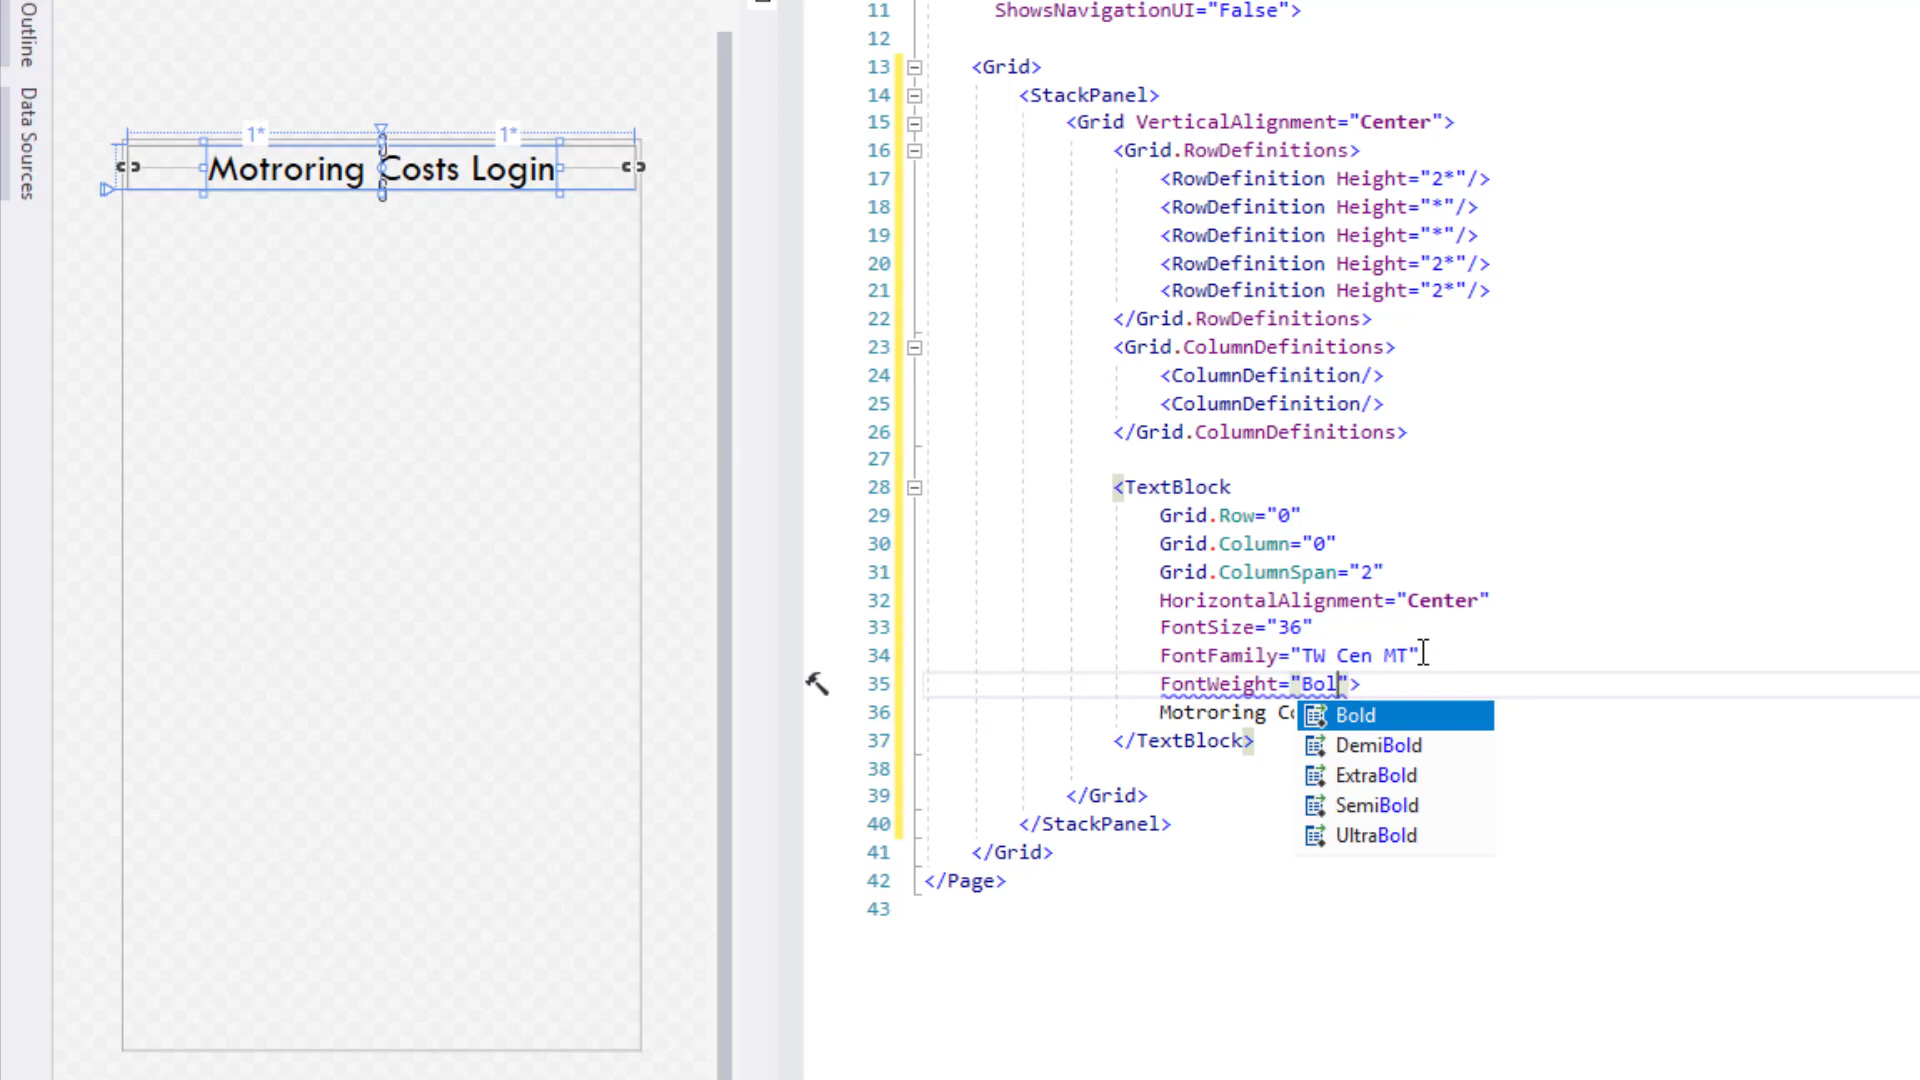 Outline
Data Sources
1*
1*
Motroring Costs Login
11 ShowsNavigationUI="False">
12
13 <Grid>
14 <StackPanel>
15 <Grid VerticalAlignment="Center">
16 <Grid.RowDefinitions>
17 <RowDefinition Height="2*"/>
18 <RowDefinition Height="*"/>
19 <RowDefinition Height="*"/>
20 <RowDefinition Height="2*"/>
21 <RowDefinition Height="2*"/>
22 </Grid.RowDefinitions>
23 <Grid.ColumnDefinitions>
24 <ColumnDefinition/>
25 <ColumnDefinition/>
26 </Grid.ColumnDefinitions>
27
28 <TextBlock
29 Grid.Row="0"
30 Grid.Column="0"
31 Grid.ColumnSpan="2"
32 HorizontalAlignment="Center"
33 FontSize="36"
34 FontFamily="TW Cen MT"
35 FontWeight="Bol">
36 Motroring Co
37 </TextBlock>
38
39 </Grid>
40 </StackPanel>
41 </Grid>
42 </Page>
43
Bold
DemiBold
ExtraBold
SemiBold
UltraBold